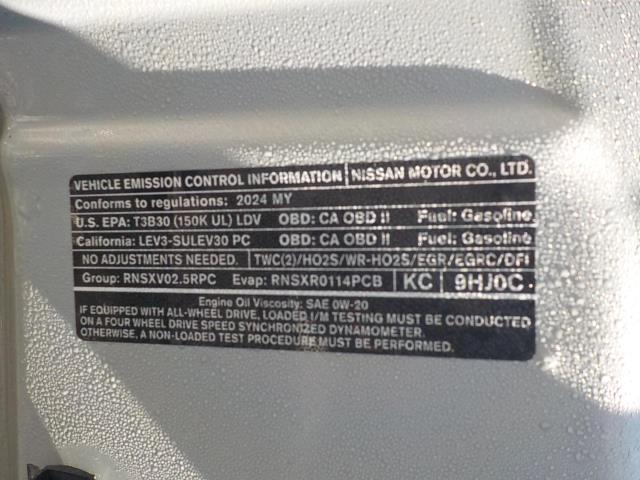 VEHICLE EMISSION CONTROL INFORMATION NISSAN MOTOR CO., LTD.
Conforms to regulations: 2024 MY
U.S. EPA: T3B30 (150K UL) LDV OBD: CA OBD II Fuel: Gasoline
California: LEV3-SULEV30 PC OBD: CA OBD II Fuel: Gasoline
NO ADJUSTMENTS NEEDED. TWC(2)/HO2S/WR-HO2S/EGR/EGRC/DFI
Group: RNSXV02.5RPC Evap: RNSXR0114PCB KC 9HJ0C
Engine Oil Viscosity: SAE 0W-20
IF EQUIPPED WITH ALL-WHEEL DRIVE, LOADED I/M TESTING MUST BE CONDUCTED
ON A FOUR WHEEL DRIVE SPEED SYNCHRONIZED DYNAMOMETER.
OTHERWISE, A NON-LOADED TEST PROCEDURE MUST BE PERFORMED.